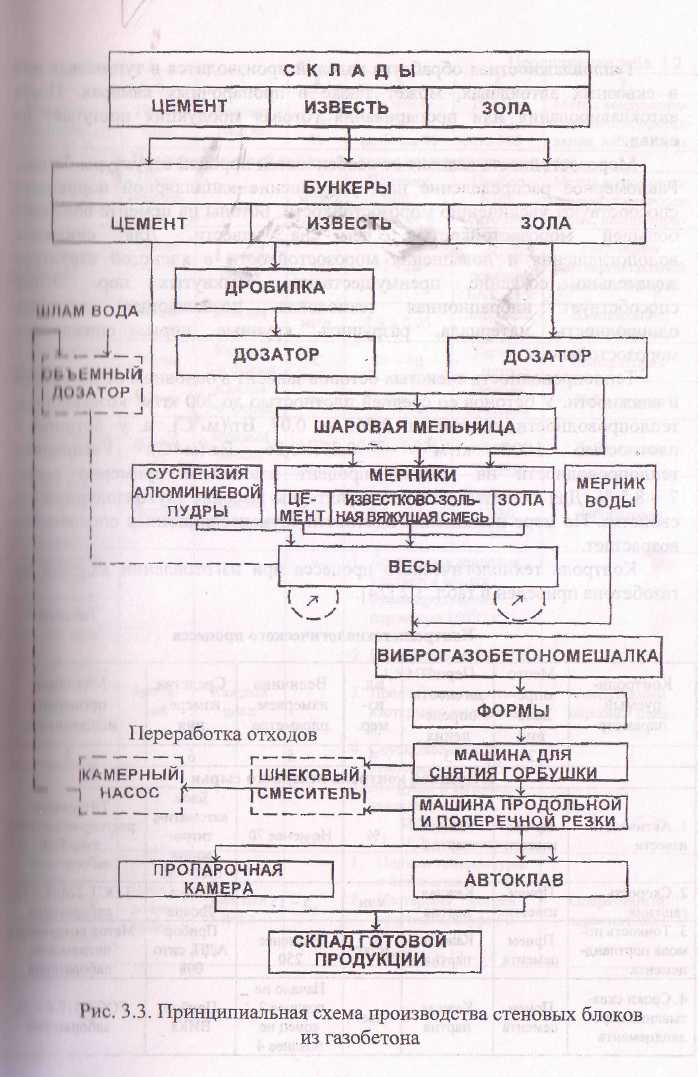 СКЛАДЫ
ЦЕМЕНТ ИЗВЕСТЬ ЗОЛА
БУНКЕРЫ
ЦЕМЕНТ ИЗВЕСТЬ ЗОЛА
ДРОБИЛКА
ШЛАМ ВОДА
ДОЗАТОР
ДОЗАТОР
ОБЪЕМНЫЙ
ДОЗАТОР
ШАРОВАЯ МЕЛЬНИЦА
СУСПЕНЗИЯ
АЛЮМИНИЕВОЙ
ПУДРЫ
МЕРНИКИ
ЦЕ-
МЕНТ
ИЗВЕСТКОВО-ЗОЛЬ-
НАЯ ВЯЖУЩАЯ СМЕСЬ
ЗОЛА
МЕРНИК
ВОДЫ
ВЕСЫ
ВИБРОГАЗОБЕТОНОМЕШАЛКА
ФОРМЫ
Переработка отходов
МАШИНА ДЛЯ
СНЯТИЯ ГОРБУШКИ
КАМЕРНЫЙ
НАСОС
ШНЕКОВЫЙ
СМЕСИТЕЛЬ
МАШИНА ПРОДОЛЬНОЙ
И ПОПЕРЕЧНОЙ РЕЗКИ
ПРОПАРОЧНАЯ
КАМЕРА
АВТОКЛАВ
СКЛАД ГОТОВОЙ
ПРОДУКЦИИ
Рис. 3.3. Принципиальная схема производства стеновых блоков
из газобетона